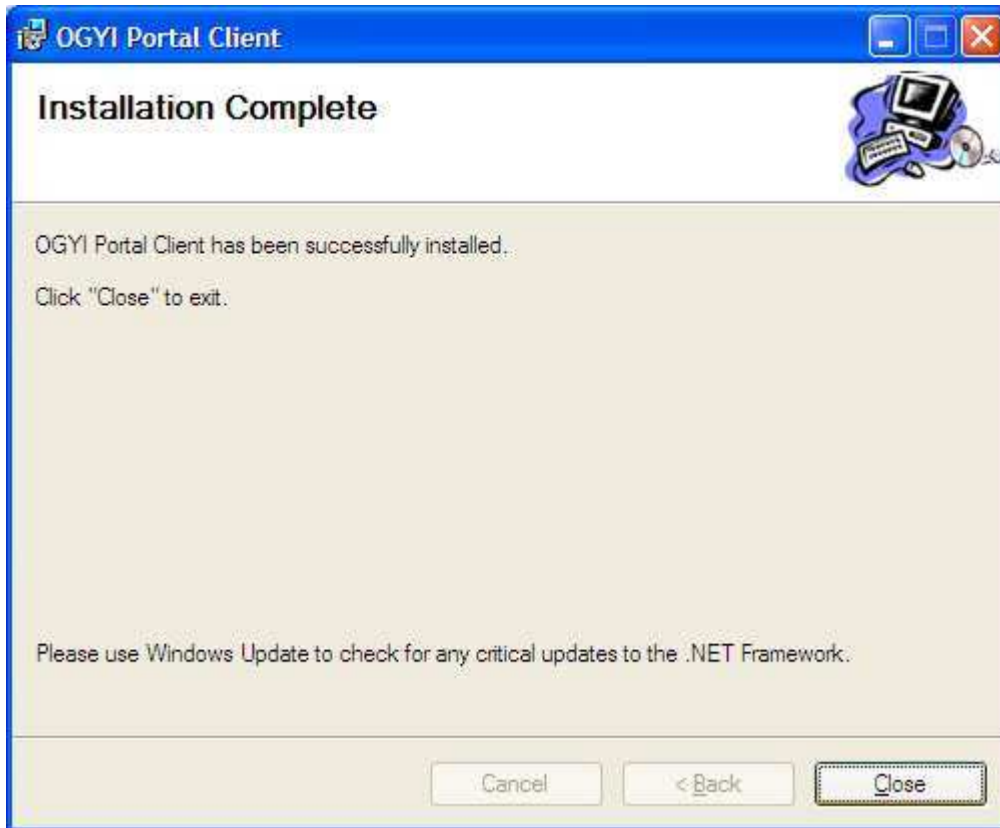 OGYI Portal Client
Installation Complete
OGYI Portal Client has been successfully installed.
Click "Close" to exit.
Please use Windows Update to check for any critical updates to the .NET Framework.
Cancel
< Back
Close